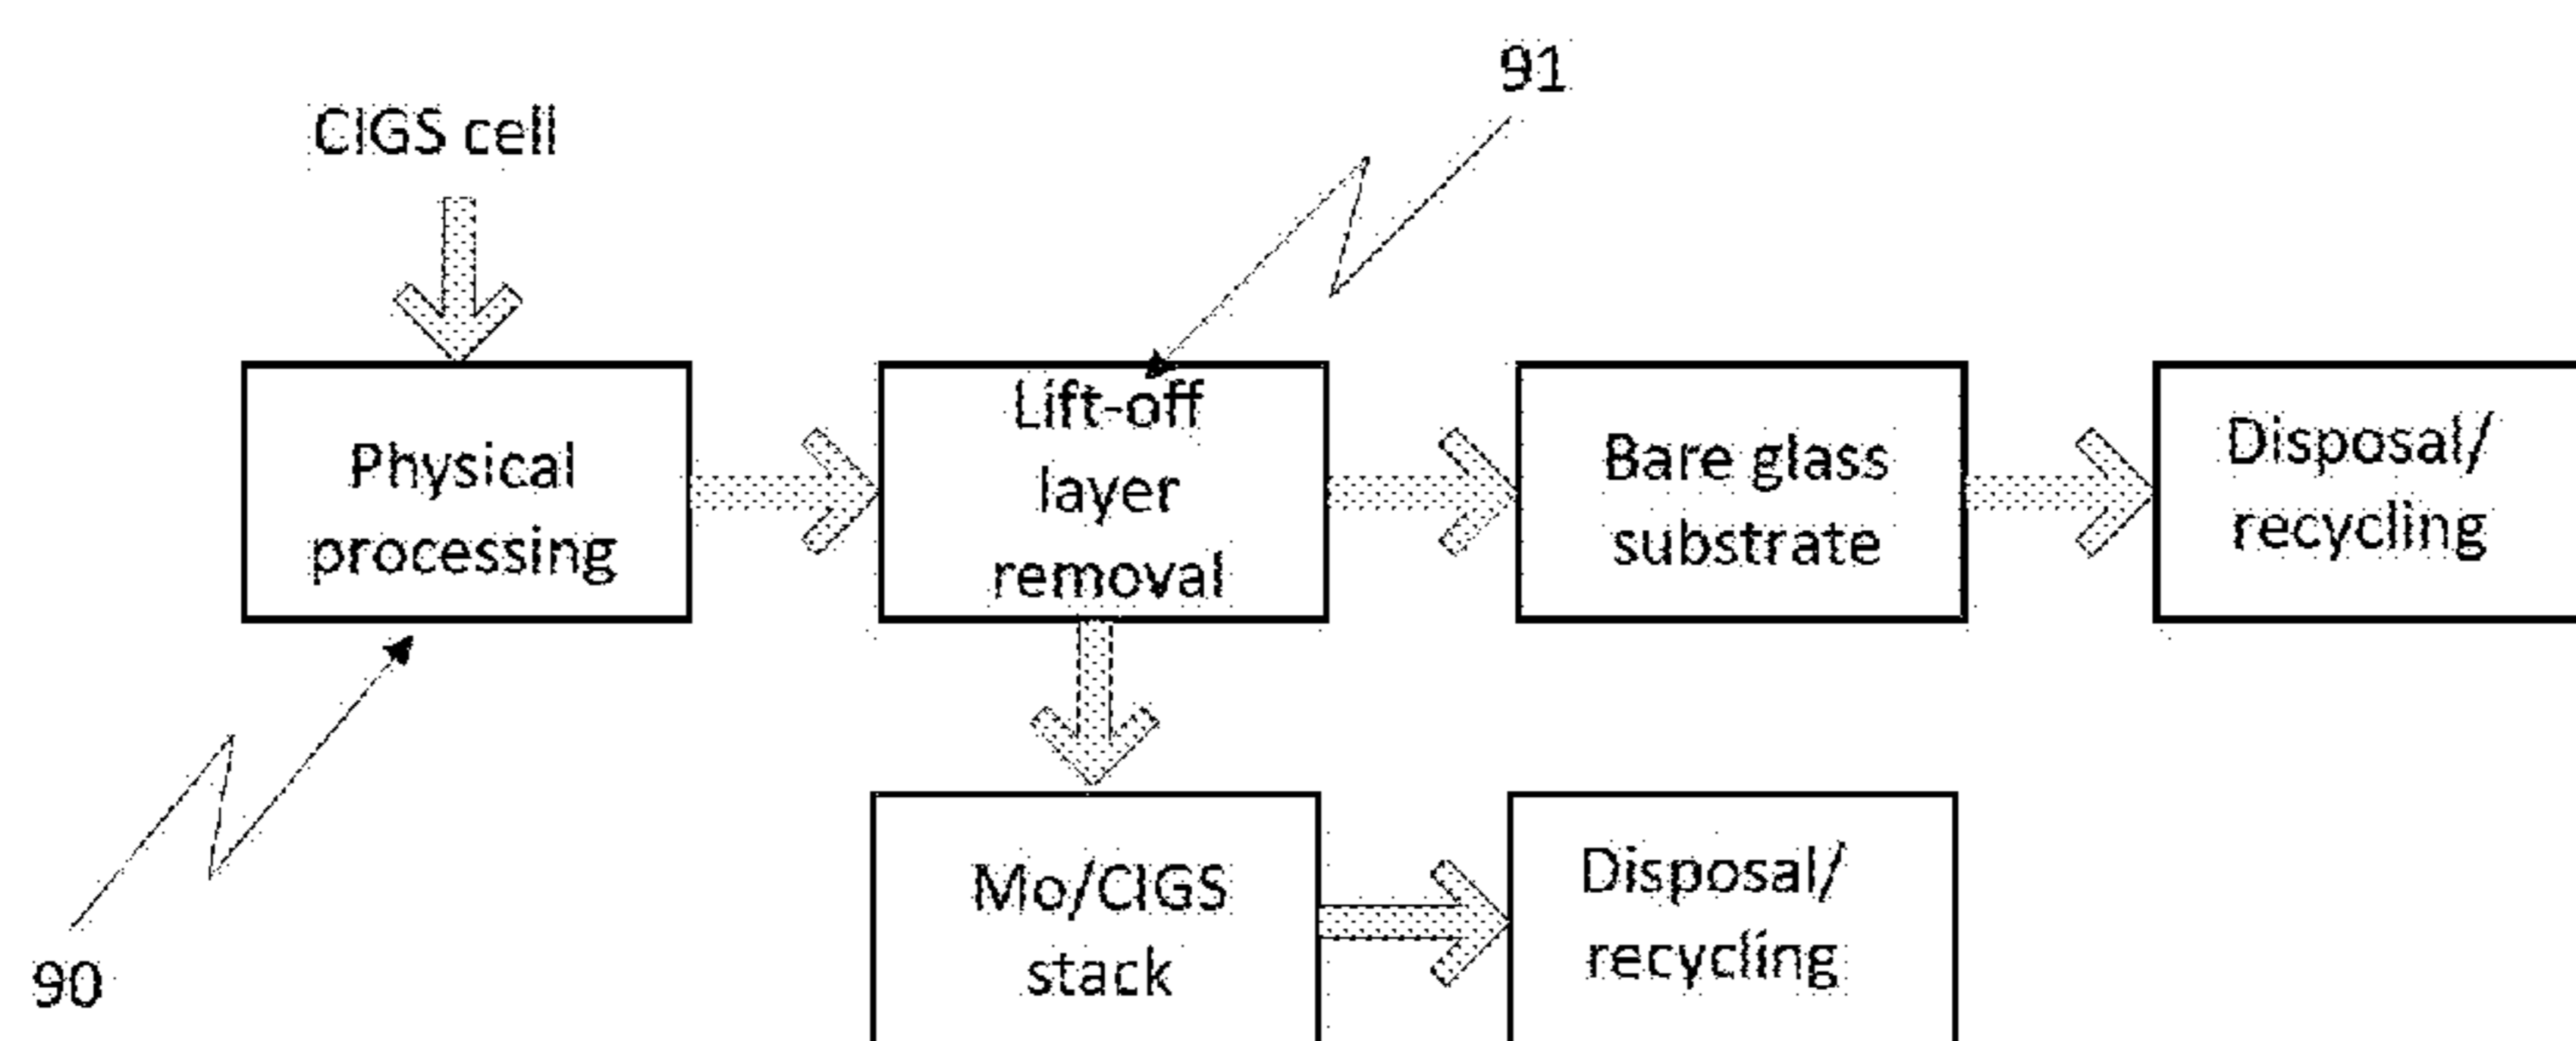 91
CIGS cell
Physical
processing
Lift-off
layer
removal
Bare glass
substrate
Disposal/
recycling
Mo/CIGS
stack
Disposal/
recycling
90